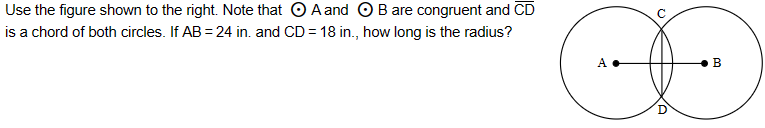 Use the figure shown to the right. Note that ⊙ A and ⊙ B are congruent and C̅D̅
is a chord of both circles. If AB = 24 in. and CD = 18 in., how long is the radius?
C
A
B
D